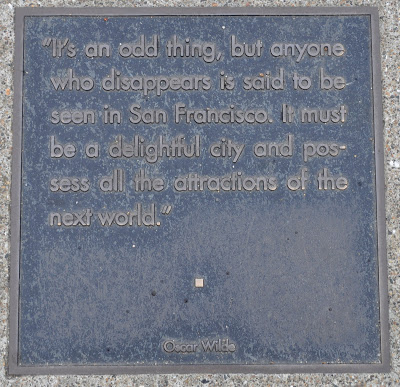 “It's an odd thing, but anyone
who disappears is said to be
seen in San Francisco. It must
be a delightful city and pos-
sess all the attractions of the
next world.”
Oscar Wilde